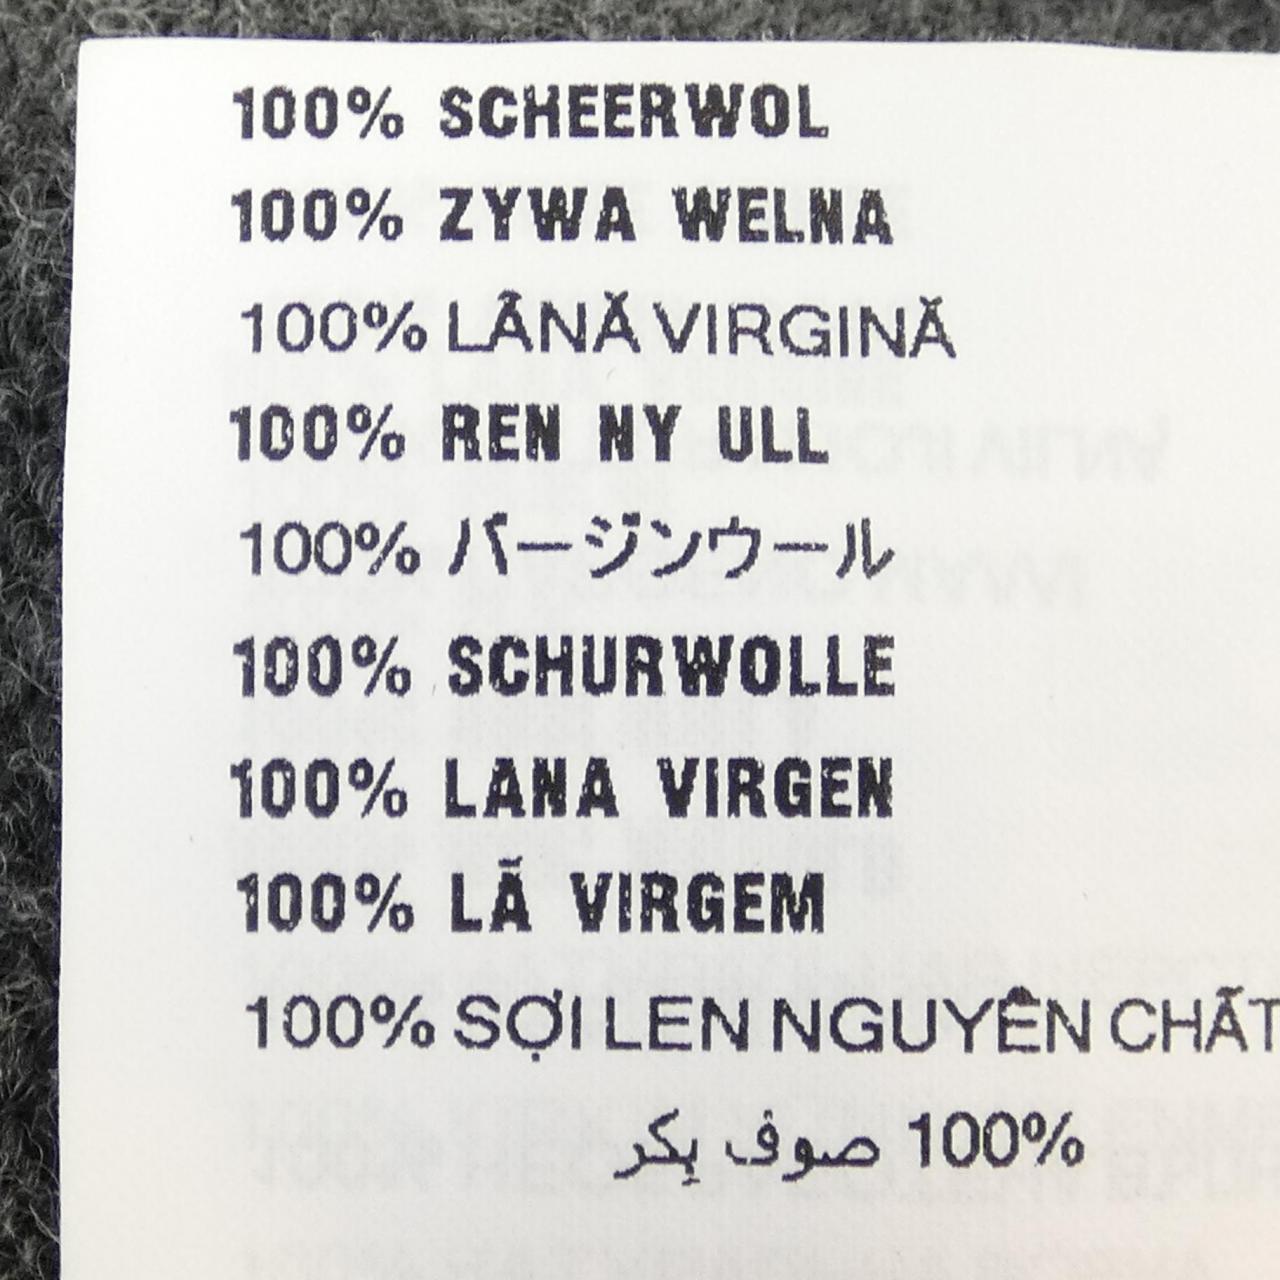 100% SCHEERWOL
100% ZYWA WELNA
100% LÂNĂ VIRGINĂ
100% REN NY ULL
100% バージンウール
100% SCHURWOLLE
100% LANA VIRGEN
100% LÃ VIRGEM
100% SỢI LEN NGUYÊN CHẤT
100% صوف بكر